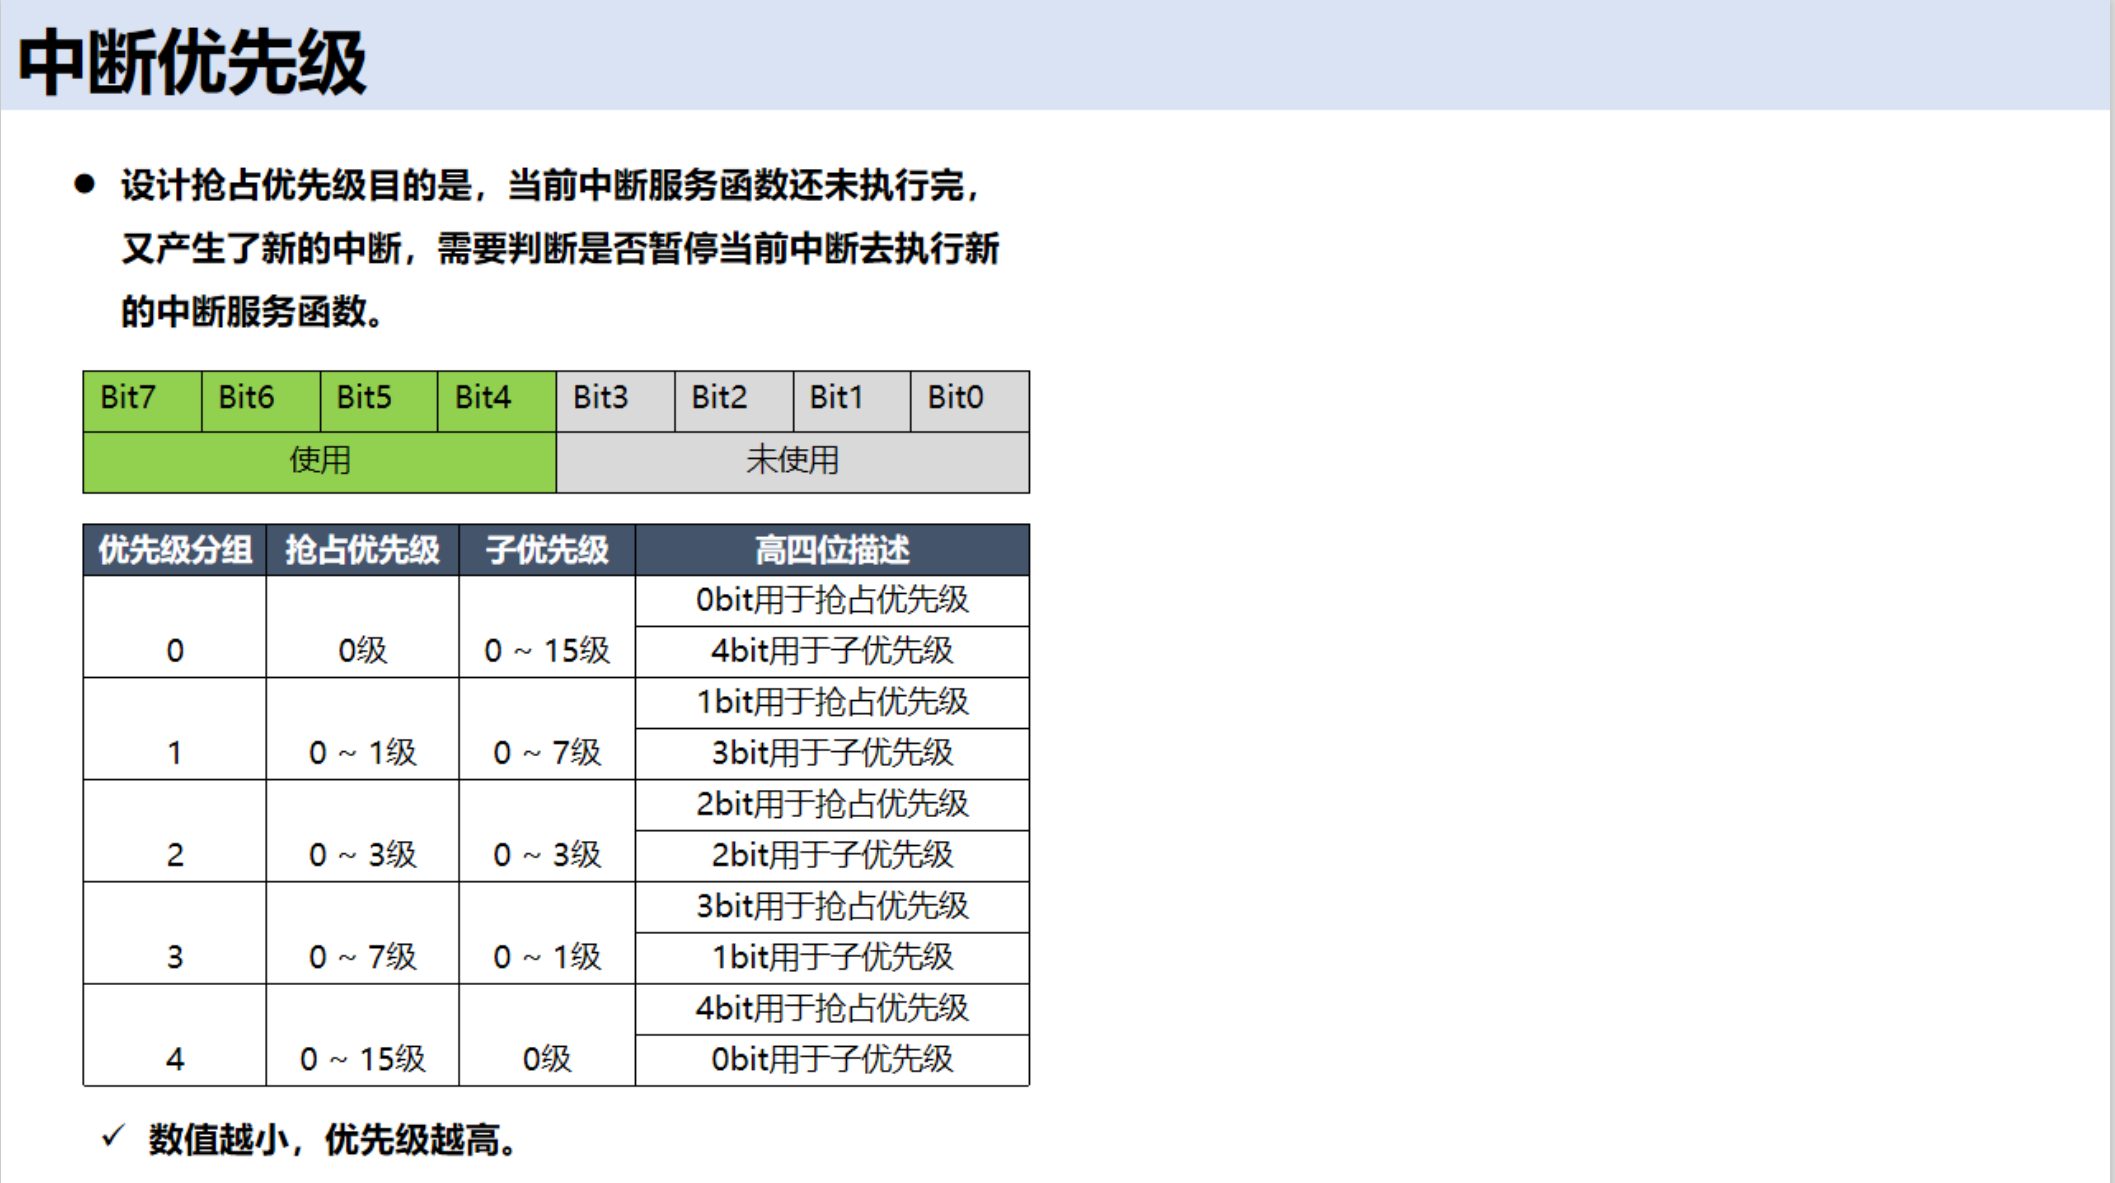 中断优先级
● 设计抢占优先级目的是，当前中断服务函数还未执行完，
又产生了新的中断，需要判断是否暂停当前中断去执行新
的中断服务函数。
Bit7 Bit6 Bit5 Bit4 Bit3 Bit2 Bit1 Bit0
使用 未使用
优先级分组 抢占优先级 子优先级 高四位描述
0bit用于抢占优先级
0 0级 0 ~ 15级 4bit用于子优先级
1bit用于抢占优先级
1 0 ~ 1级 0 ~ 7级 3bit用于子优先级
2bit用于抢占优先级
2 0 ~ 3级 0 ~ 3级 2bit用于子优先级
3bit用于抢占优先级
3 0 ~ 7级 0 ~ 1级 1bit用于子优先级
4bit用于抢占优先级
4 0 ~ 15级 0级 0bit用于子优先级
✓ 数值越小，优先级越高。